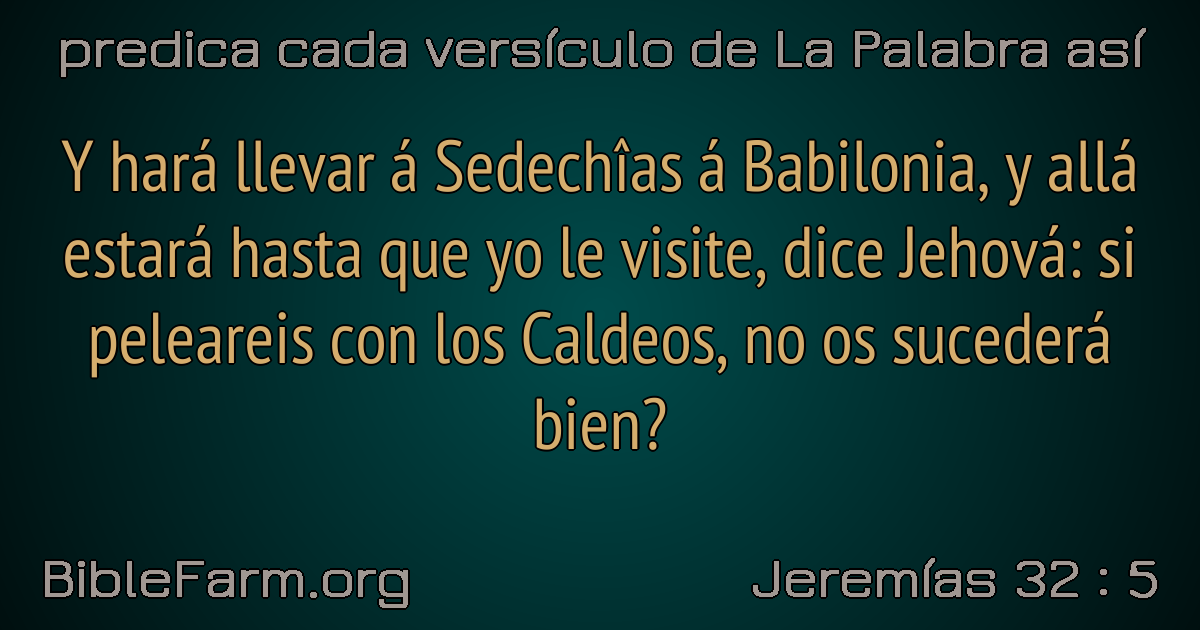 predica cada versículo de La Palabra así
Y hará llevar á Sedechîas á Babilonia, y allá
estará hasta que yo le visite, dice Jehová: si
peleareis con los Caldeos, no os sucederá
bien?
BibleFarm.org
Jeremías 32 : 5